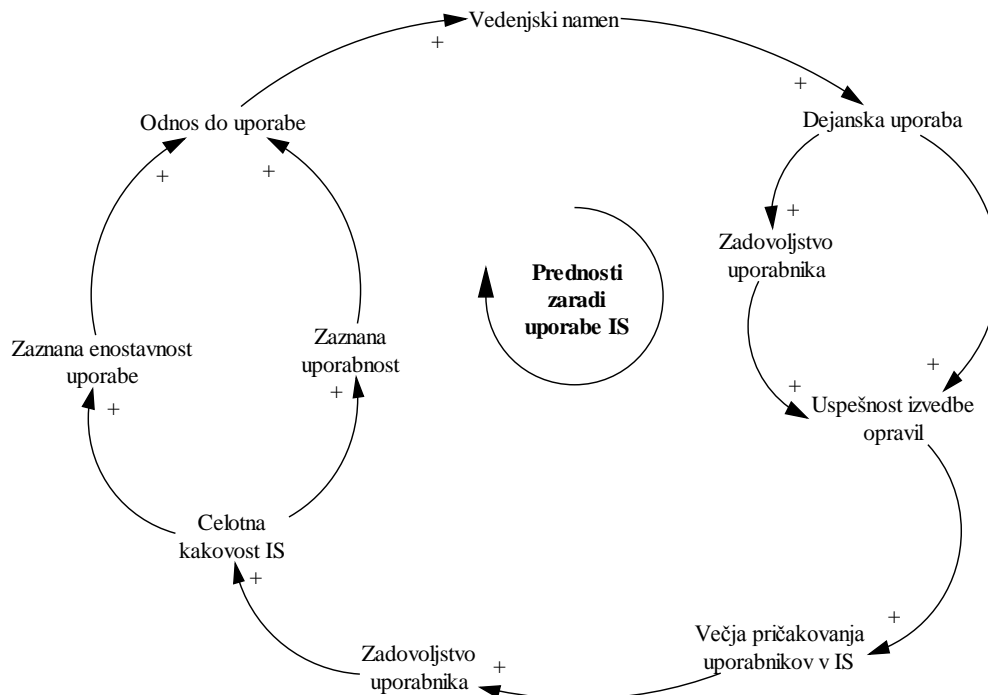 Vedenjski namen
+
+
Odnos do uporabe
Dejanska uporaba
+
+
+
Zadovoljstvo
uporabnika
Prednosti
zaradi
uporabe IS
Zaznana enostavnost
uporabe
Zaznana
uporabnost
+
+
+
+
Uspešnost izvedbe
opravil
Celotna
kakovost IS
+
+
Večja pričakovanja
uporabnikov v IS
Zadovoljstvo
uporabnika
+